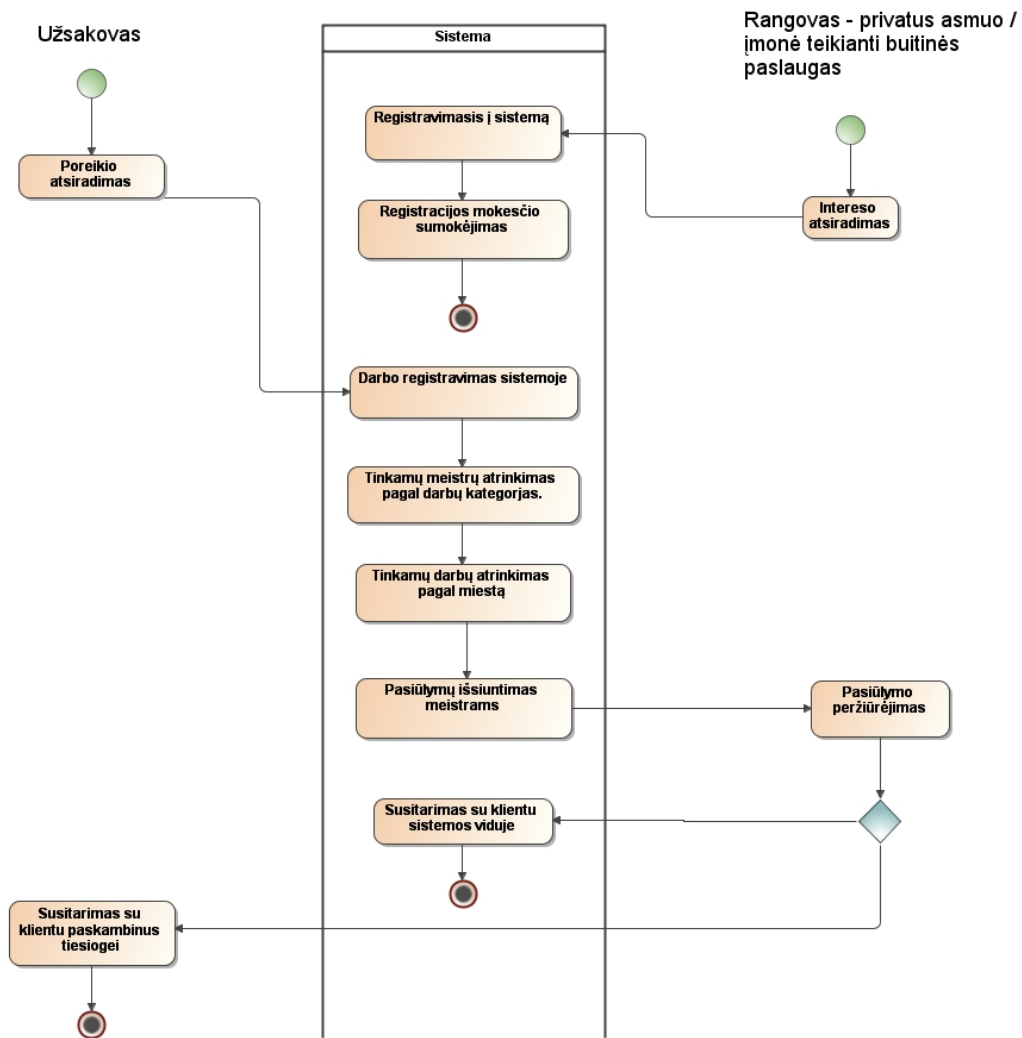 Užsakovas
Sistema
Rangovas - privatus asmuo /
įmonė teikianti buitinės
paslaugas
Registravimasis į sistemą
Poreikio
atsiradimas
Registracijos mokesčio
sumokėjimas
Intereso
atsiradimas
Darbo registravimas sistemoje
Tinkamų meistrų atrinkimas
pagal darbų kategorjas.
Tinkamų darbų atrinkimas
pagal miestą
Pasiūlymų išsiuntimas
meistrams
Pasiūlymo
peržiūrėjimas
Susitarimas su klientu
sistemos viduje
Susitarimas su
klientu paskambinus
tiesiogei